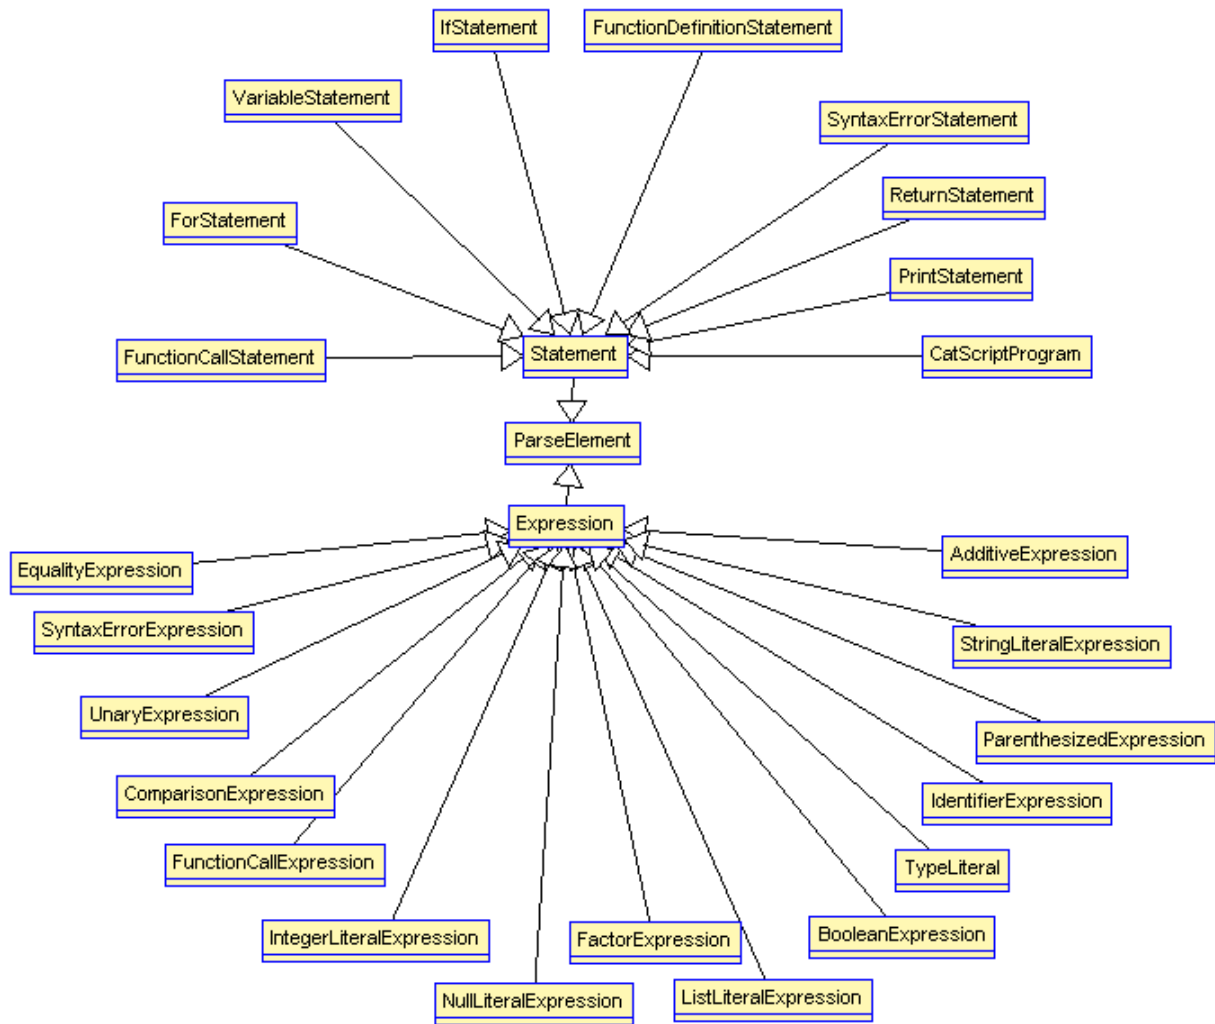 IfStatement
FunctionDefinitionStatement
VariableStatement
SyntaxErrorStatement
ReturnStatement
ForStatement
PrintStatement
FunctionCallStatement
Statement
CatScriptProgram
ParseElement
Expression
AdditiveExpression
EqualityExpression
SyntaxErrorExpression
StringLiteralExpression
UnaryExpression
ParenthesizedExpression
ComparisonExpression
IdentifierExpression
FunctionCallExpression
TypeLiteral
IntegerLiteralExpression
FactorExpression
BooleanExpression
NullLiteralExpression
ListLiteralExpression